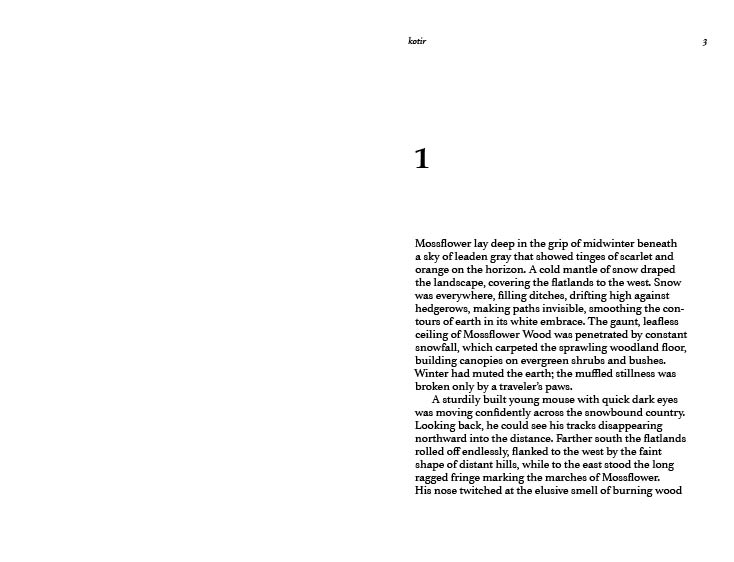 kotir 3
1
Mossflower lay deep in the grip of midwinter beneath
a sky of leaden gray that showed tinges of scarlet and
orange on the horizon. A cold mantle of snow draped
the landscape, covering the flatlands to the west. Snow
was everywhere, filling ditches, drifting high against
hedgerows, making paths invisible, smoothing the con-
tours of earth in its white embrace. The gaunt, leafless
ceiling of Mossflower Wood was penetrated by constant
snowfall, which carpeted the sprawling woodland floor,
building canopies on evergreen shrubs and bushes.
Winter had muted the earth; the muffled stillness was
broken only by a traveler's paws.
A sturdily built young mouse with quick dark eyes
was moving confidently across the snowbound country.
Looking back, he could see his tracks disappearing
northward into the distance. Farther south the flatlands
rolled off endlessly, flanked to the west by the faint
shape of distant hills, while to the east stood the long
ragged fringe marking the marches of Mossflower.
His nose twitched at the elusive smell of burning wood